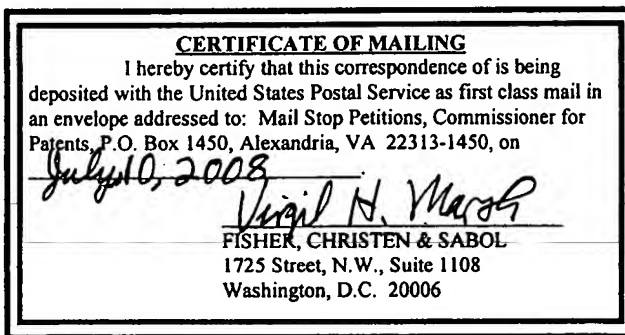 CERTIFICATE OF MAILING
I hereby certify that this correspondence of is being
deposited with the United States Postal Service as first class mail in
an envelope addressed to: Mail Stop Petitions, Commissioner for
Patents, P.O. Box 1450, Alexandria, VA 22313-1450, on
July 10, 2008.
Virgil H. Marsh
FISHER, CHRISTEN & SABOL
1725 Street, N.W., Suite 1108
Washington, D.C. 20006